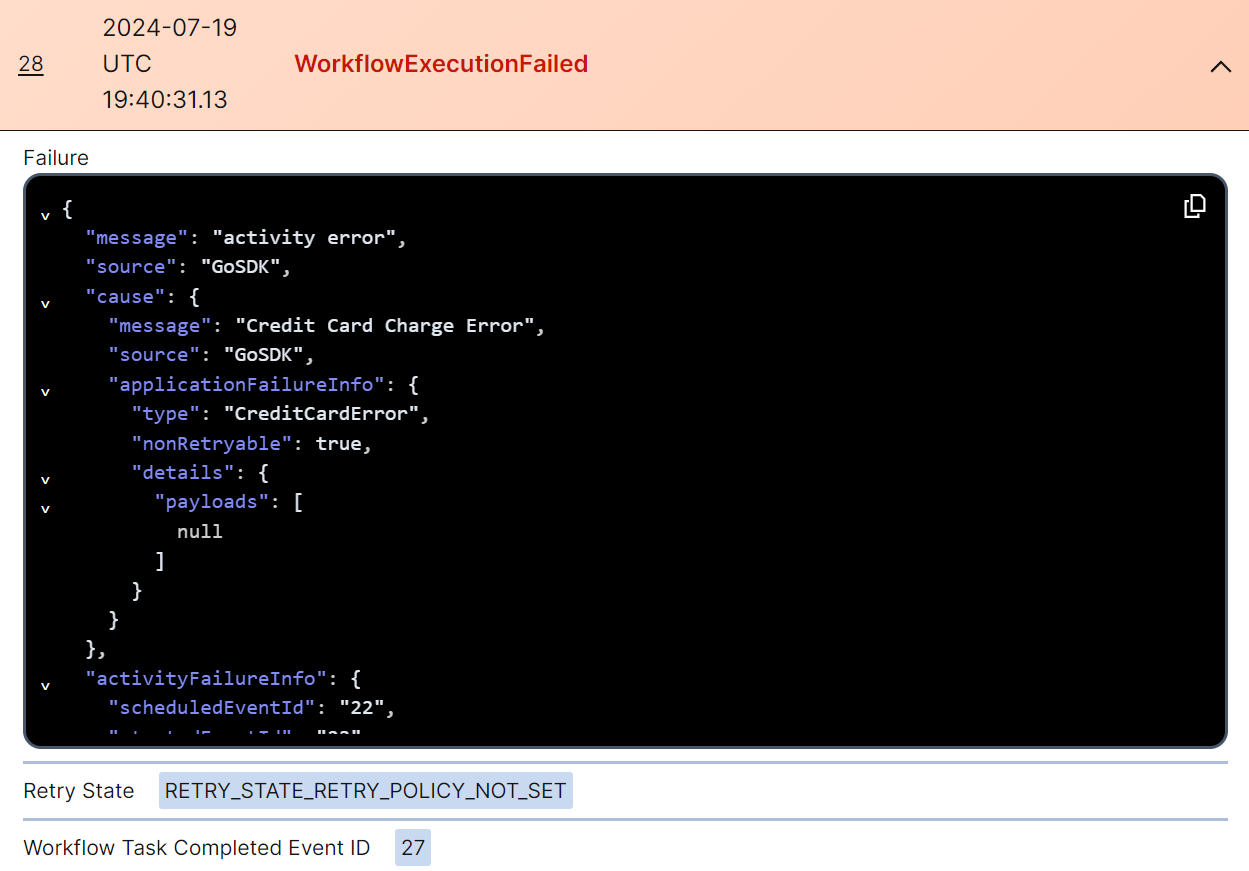 28
2024-07-19
UTC
19:40:31.13
WorkflowExecutionFailed
Failure
{
"message": "activity error",
"source": "GoSDK",
"cause": {
"message": "Credit Card Charge Error",
"source": "GoSDK",
"applicationFailureInfo": {
"type": "CreditCardError",
"nonRetryable": true,
"details": {
"payloads": [
null
]
}
}
},
"activityFailureInfo": {
"scheduledEventId": "22",
Retry State RETRY_STATE_RETRY_POLICY_NOT_SET
Workflow Task Completed Event ID 27